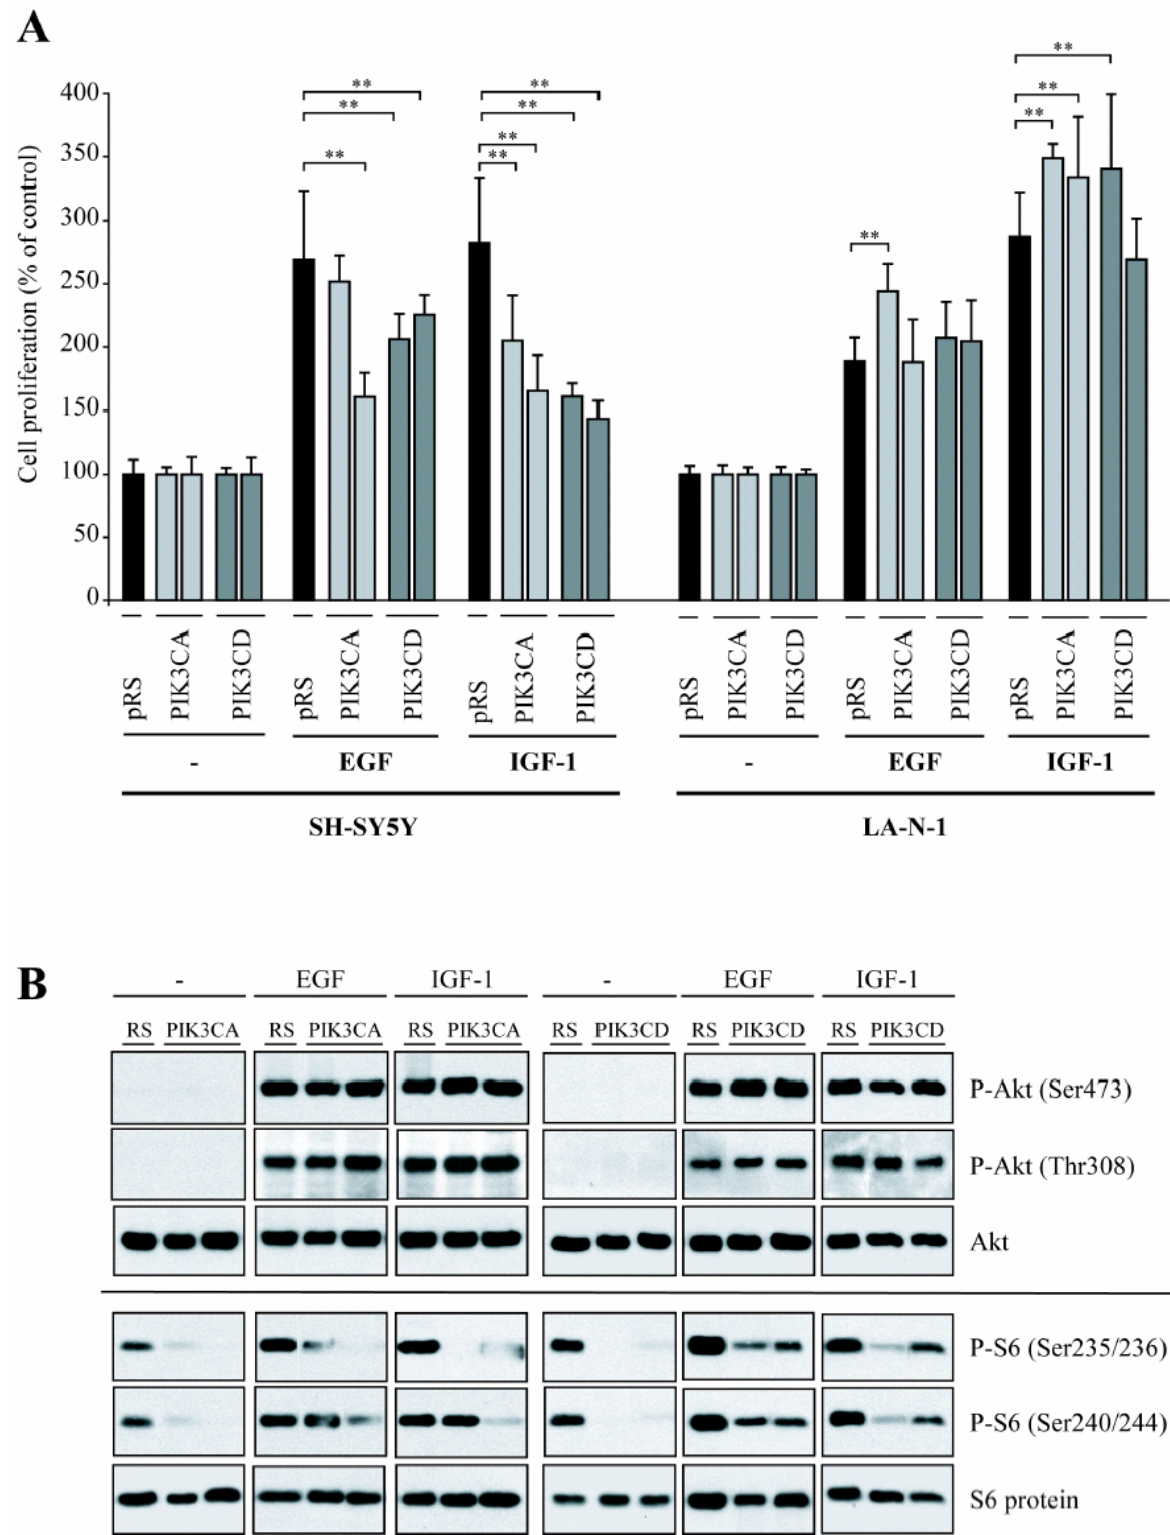 A
Cell proliferation (% of control)
400
350
300
250
200
150
100
50
0
** ** ** ** ** ** ** ** ** ** ** **
pRS PIK3CA PIK3CD pRS PIK3CA PIK3CD pRS PIK3CA PIK3CD pRS PIK3CA PIK3CD pRS PIK3CA PIK3CD pRS PIK3CA PIK3CD
- EGF IGF-1 - EGF IGF-1
SH-SY5Y LA-N-1
B
- EGF IGF-1 - EGF IGF-1
RS PIK3CA RS PIK3CA RS PIK3CA RS PIK3CD RS PIK3CD RS PIK3CD
P-Akt (Ser473)
P-Akt (Thr308)
Akt
P-S6 (Ser235/236)
P-S6 (Ser240/244)
S6 protein